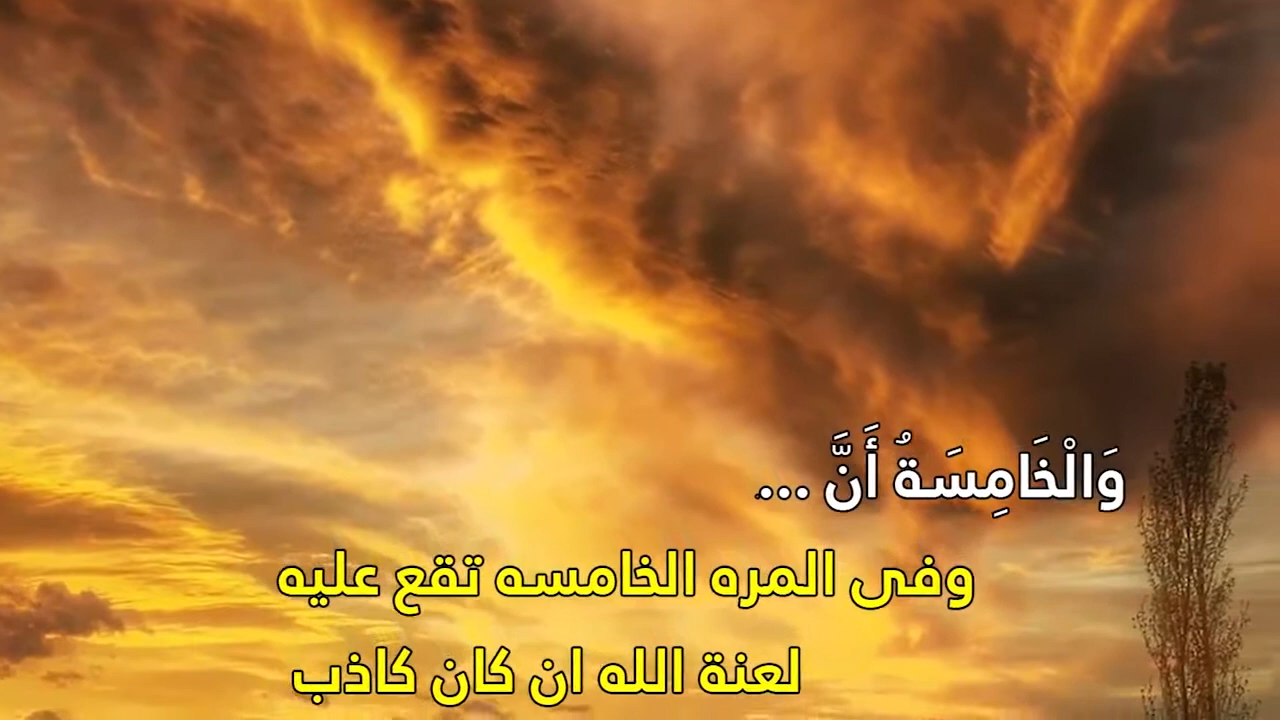 وَالْخَامِسَةُ أَنَّ ...
وفى المره الخامسه تقع عليه
لعنة الله ان كان كاذب